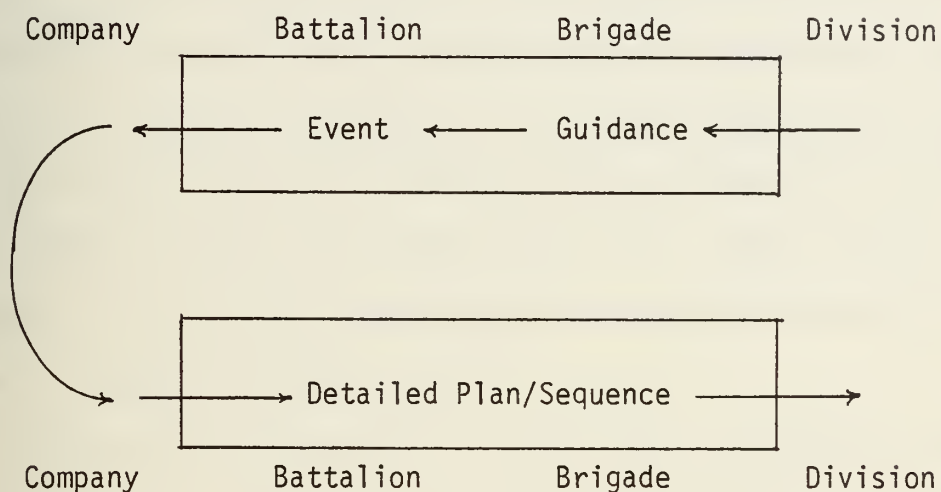 Company Battalion Brigade Division
Event Guidance
Detailed Plan/Sequence
Company Battalion Brigade Division